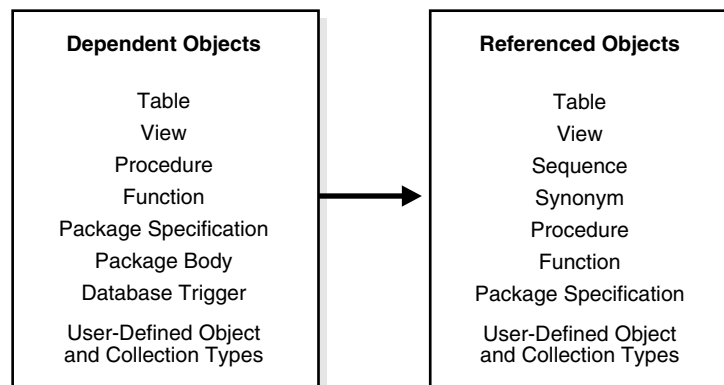 Dependent Objects
Table
View
Procedure
Function
Package Specification
Package Body
Database Trigger
User-Defined Object
and Collection Types
Referenced Objects
Table
View
Sequence
Synonym
Procedure
Function
Package Specification
User-Defined Object
and Collection Types